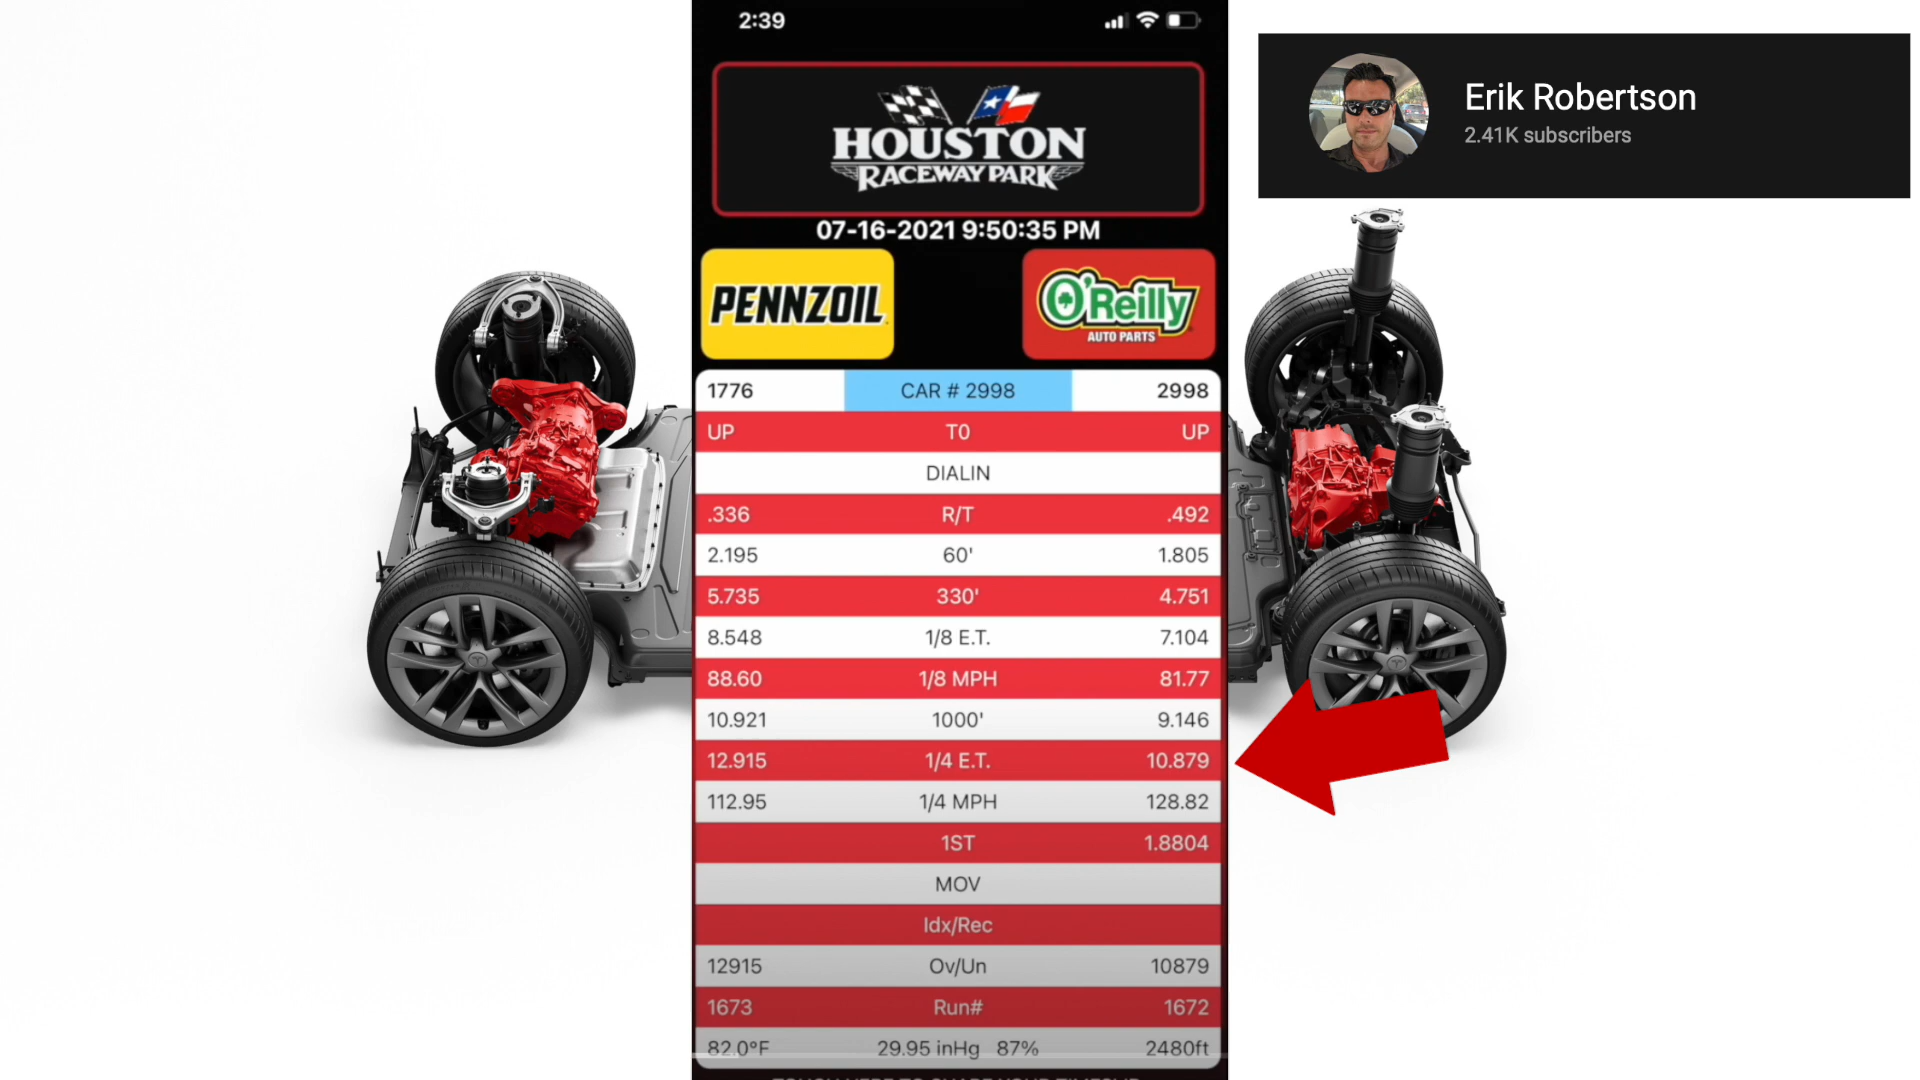 2:39
HOUSTON
RACEWAY PARK
07-16-2021 9:50:35 PM
PENNZOIL
O'Reilly
AUTO PARTS
1776 CAR # 2998 2998
UP T0 UP
DIALIN
.336 R/T .492
2.195 60' 1.805
5.735 330' 4.751
8.548 1/8 E.T. 7.104
88.60 1/8 MPH 81.77
10.921 1000' 9.146
12.915 1/4 E.T. 10.879
112.95 1/4 MPH 128.82
1ST 1.8804
MOV
Idx/Rec
12915 Ov/Un 10879
1673 Run# 1672
82.0°F 29.95 inHg 87% 2480ft
Erik Robertson
2.41K subscribers